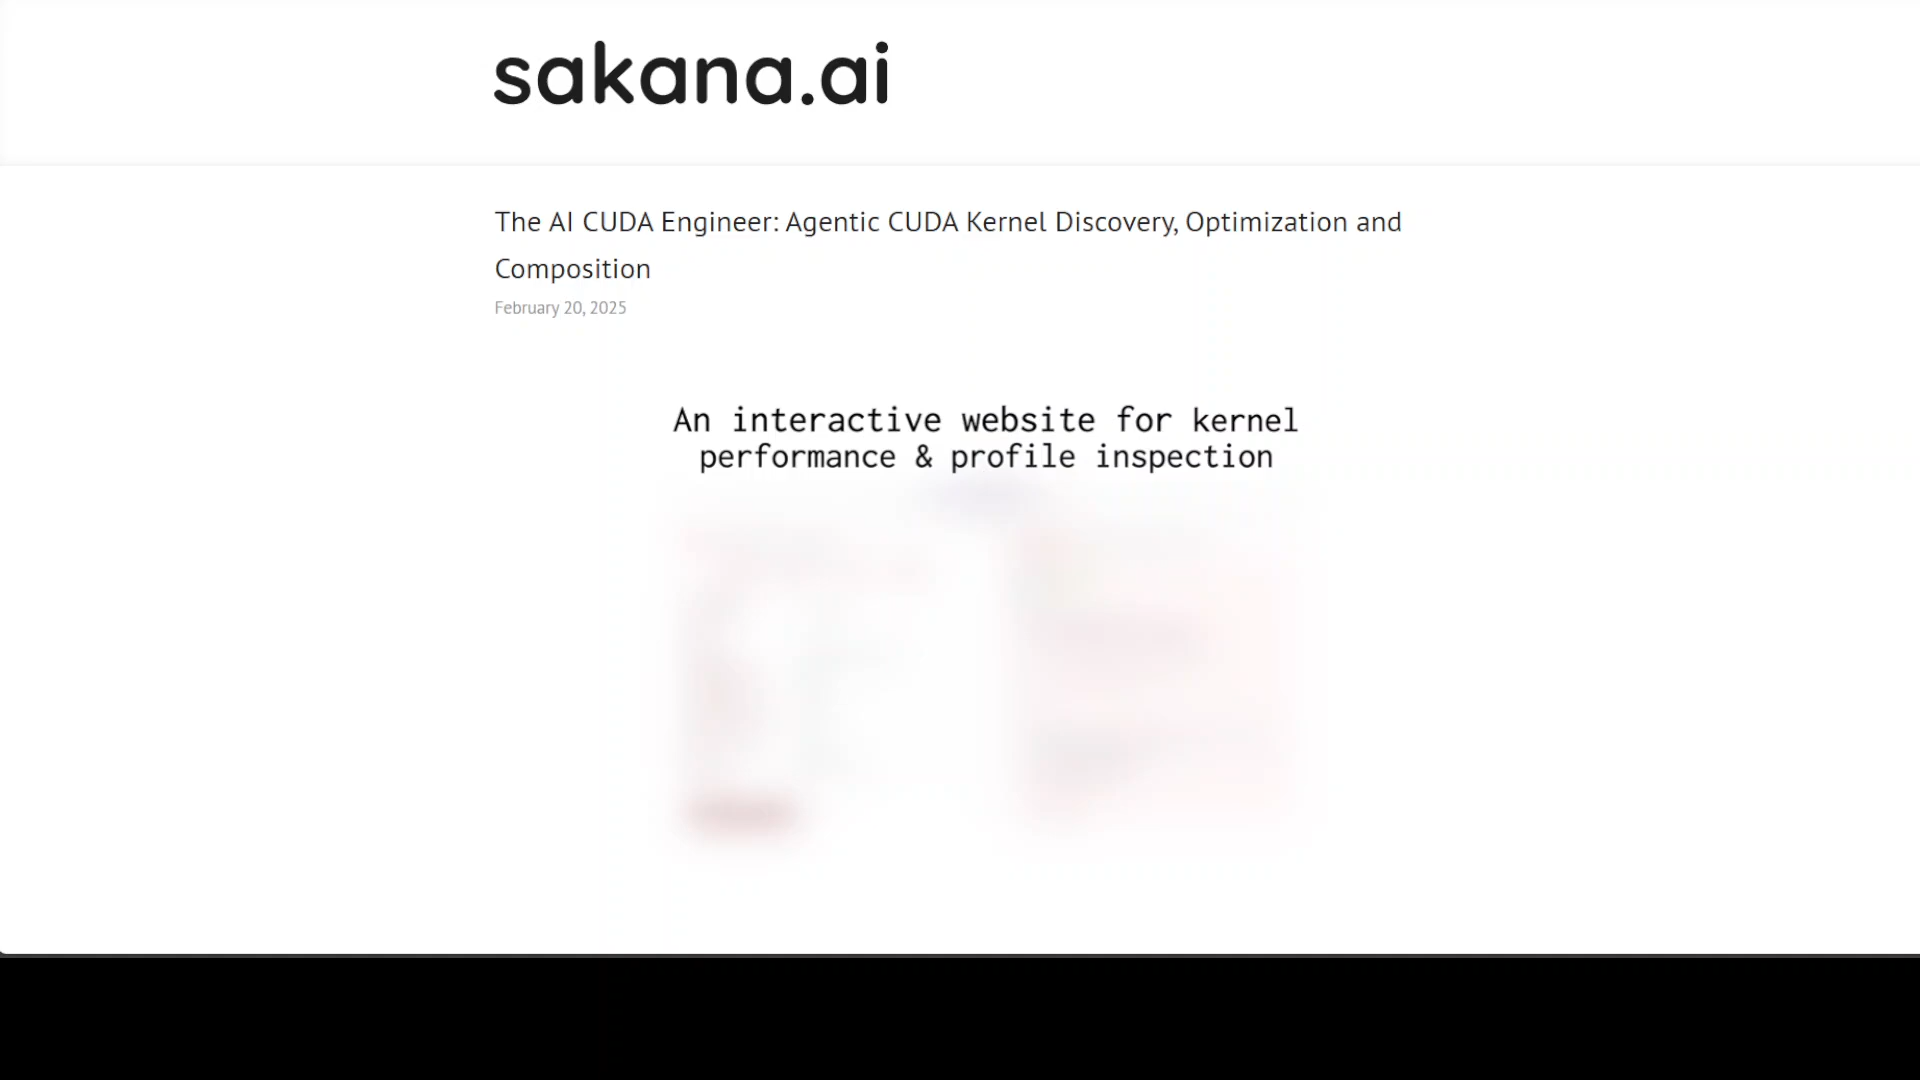 sakana.ai
The AI CUDA Engineer: Agentic CUDA Kernel Discovery, Optimization and
Composition
February 20, 2025
An interactive website for kernel
performance & profile inspection